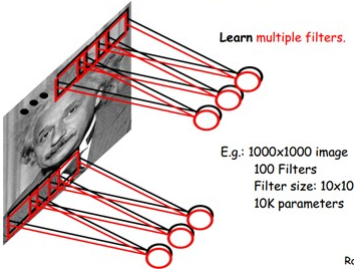 Learn multiple filters.
E.g.: 1000x1000 image
100 Filters
Filter size: 10x10
10K parameters